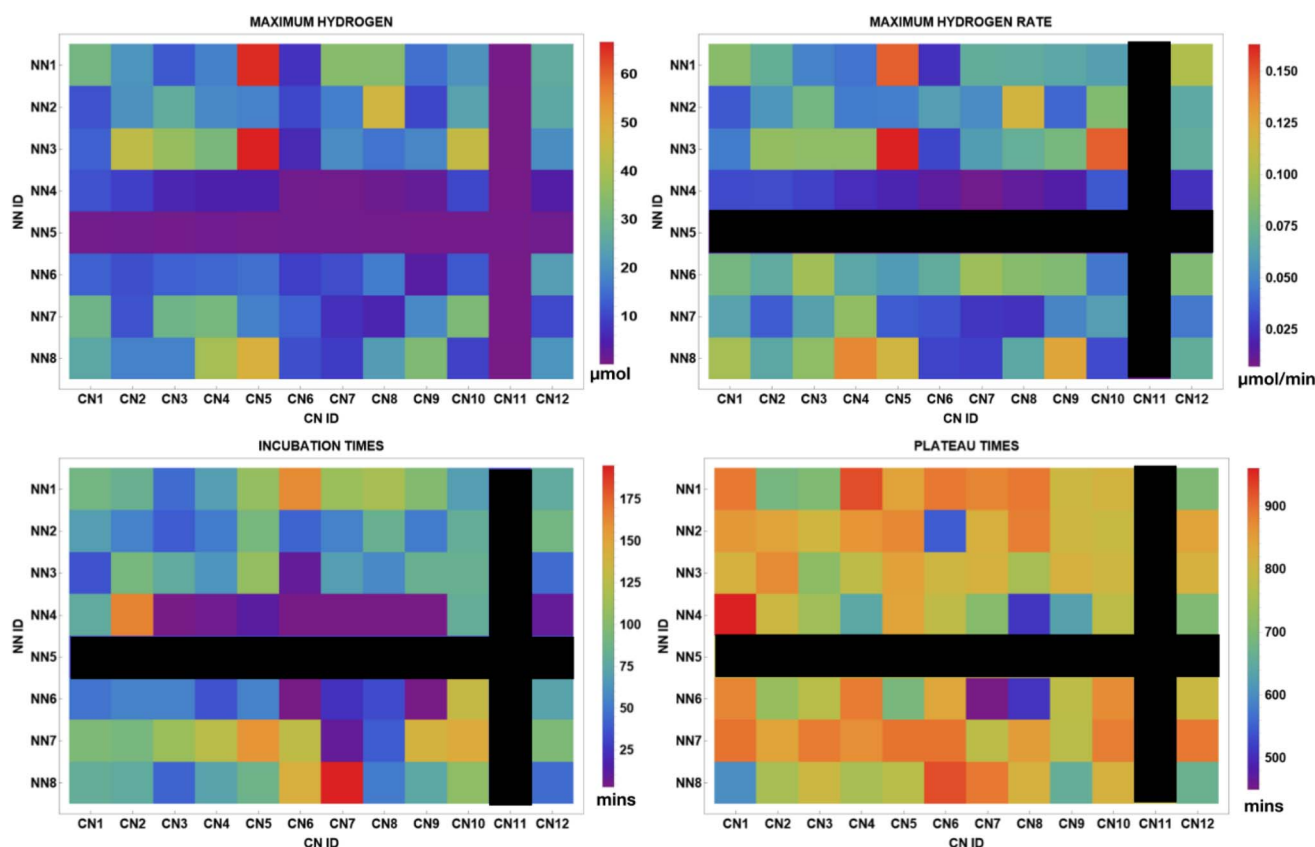 MAXIMUM HYDROGEN
NN1
NN2
NN3
NN4
NN5
NN6
NN7
NN8
NN ID
CN1 CN2 CN3 CN4 CN5 CN6 CN7 CN8 CN9 CN10 CN11 CN12
CN ID
60
50
40
30
20
10
µmol
MAXIMUM HYDROGEN RATE
NN1
NN2
NN3
NN4
NN5
NN6
NN7
NN8
NN ID
CN1 CN2 CN3 CN4 CN5 CN6 CN7 CN8 CN9 CN10 CN11 CN12
CN ID
0.150
0.125
0.100
0.075
0.050
0.025
µmol/min
INCUBATION TIMES
NN1
NN2
NN3
NN4
NN5
NN6
NN7
NN8
NN ID
CN1 CN2 CN3 CN4 CN5 CN6 CN7 CN8 CN9 CN10 CN11 CN12
CN ID
175
150
125
100
75
50
25
mins
PLATEAU TIMES
NN1
NN2
NN3
NN4
NN5
NN6
NN7
NN8
NN ID
CN1 CN2 CN3 CN4 CN5 CN6 CN7 CN8 CN9 CN10 CN11 CN12
CN ID
900
800
700
600
500
mins